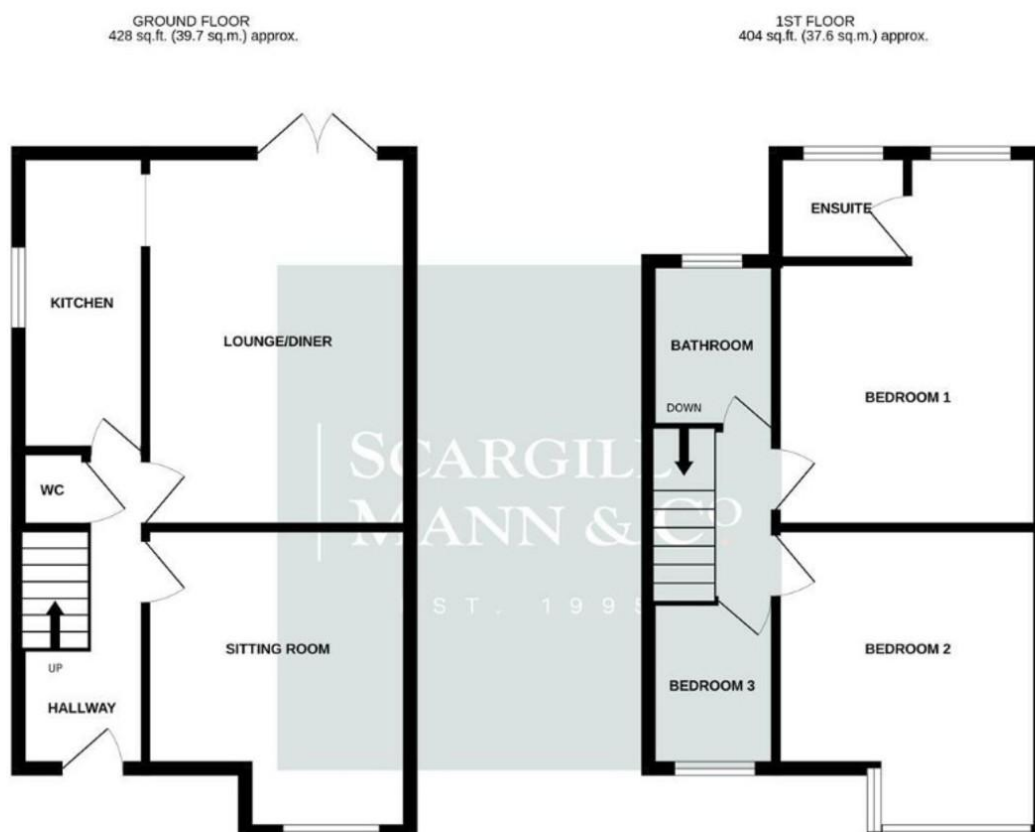 GROUND FLOOR
428 sq.ft. (39.7 sq.m.) approx.
1ST FLOOR
404 sq.ft. (37.6 sq.m.) approx.
ENSUITE
KITCHEN
LOUNGE/DINER
BATHROOM
BEDROOM 1
DOWN
SCARGILL
MANN & CO
EST. 1995
WC
SITTING ROOM
BEDROOM 2
UP
BEDROOM 3
HALLWAY